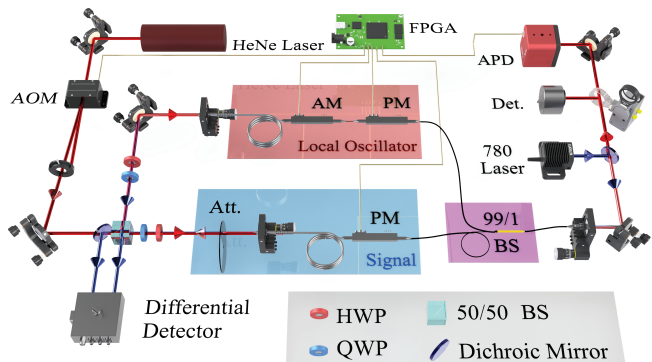 HeNe Laser
FPGA
APD
AOM
Det.
AM
PM
Local Oscillator
780
Laser
Att.
PM
Signal
99/1
BS
Differential
Detector
HWP
50/50 BS
QWP
Dichroic Mirror